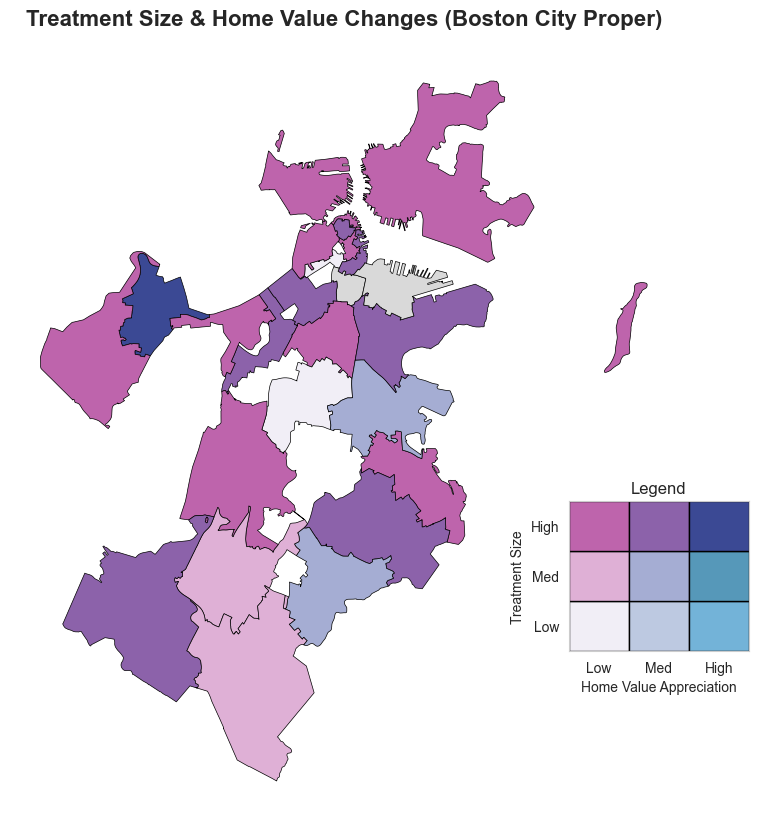 Treatment Size & Home Value Changes (Boston City Proper)
Legend
High
Med
Low
Treatment Size
Low Med High
Home Value Appreciation